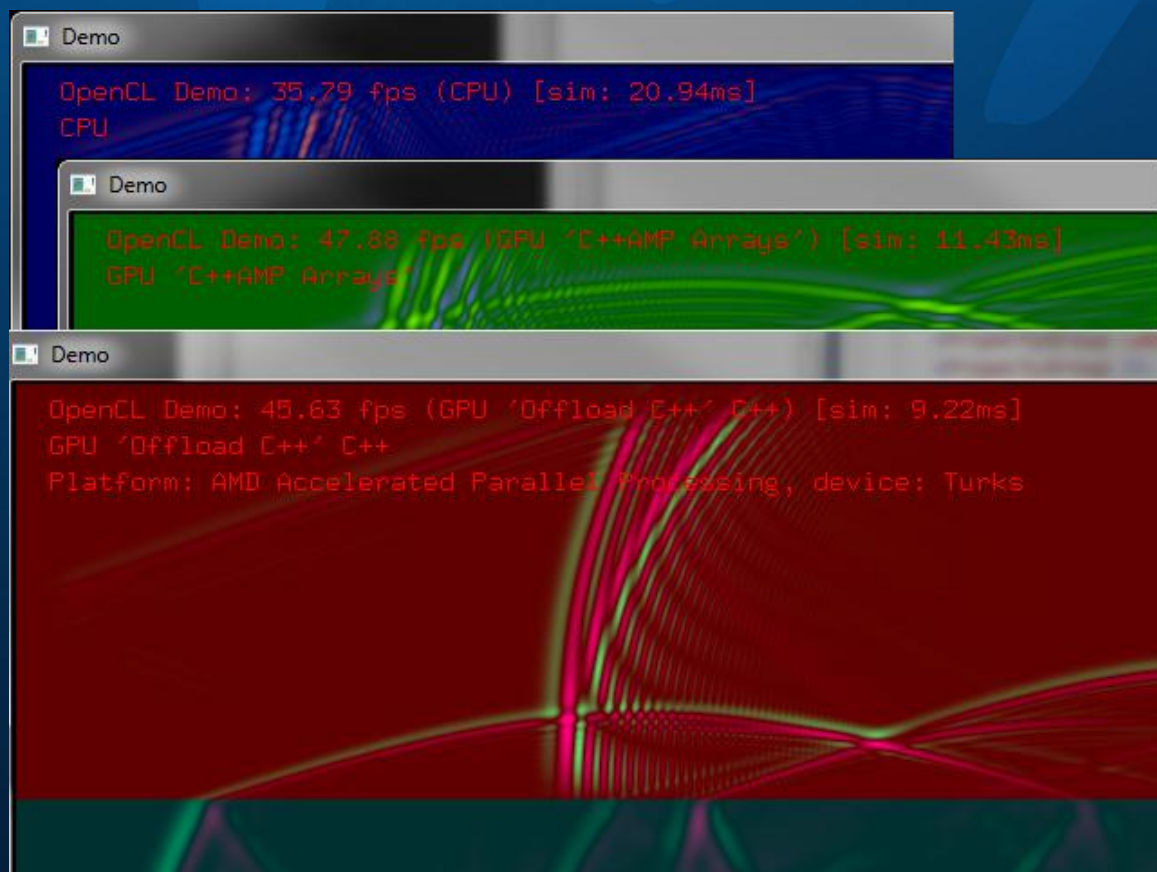 Demo
OpenCL Demo: 35.79 fps (CPU) [sim: 20.94ms]
CPU
Demo
OpenCL Demo: 47.88 fps (GPU 'C++AMP Arrays') [sim: 11.43ms]
GPU 'C++AMP Arrays'
Demo
OpenCL Demo: 45.63 fps (GPU 'Offload C++' C++) [sim: 9.22ms]
GPU 'Offload C++' C++
Platform: AMD Accelerated Parallel Processing, device: Turks